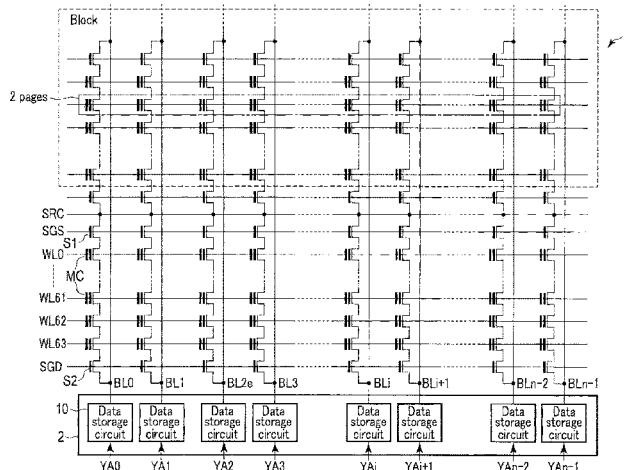 Block
2 pages
SRC
SGS
S1
WL0
MC
WL61
WL62
WL63
SGD
S2
BL0 BL1 BL2e BL3 BLi BLi+1 BLn-2 BLn-1
10
2
Data storage circuit
Data storage circuit
Data storage circuit
Data storage circuit
Data storage circuit
Data storage circuit
Data storage circuit
Data storage circuit
YA0 YA1 YA2 YA3 YAi YAi+1 YAn-2 YAn-1